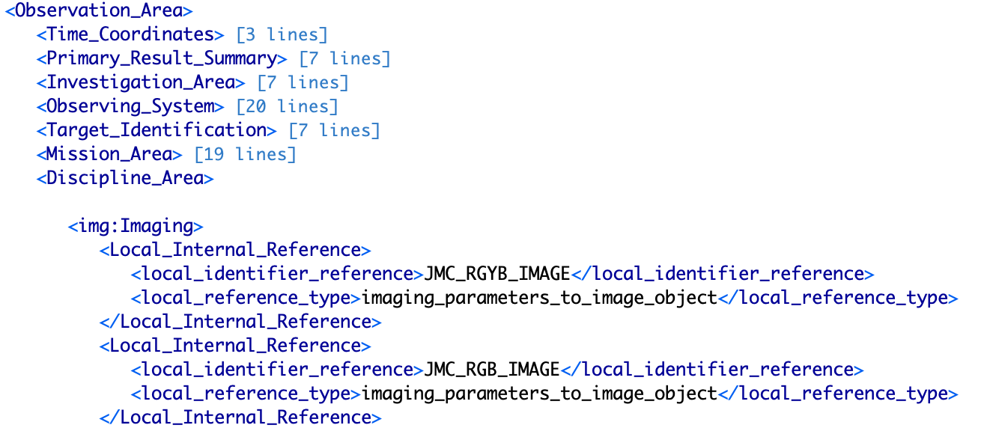 <Observation_Area>
<Time_Coordinates> [3 lines]
<Primary_Result_Summary> [7 lines]
<Investigation_Area> [7 lines]
<Observing_System> [20 lines]
<Target_Identification> [7 lines]
<Mission_Area> [19 lines]
<Discipline_Area>
<img:Imaging>
<Local_Internal_Reference>
<local_identifier_reference>JMC_RGYB_IMAGE</local_identifier_reference>
<local_reference_type>imaging_parameters_to_image_object</local_reference_type>
</Local_Internal_Reference>
<Local_Internal_Reference>
<local_identifier_reference>JMC_RGB_IMAGE</local_identifier_reference>
<local_reference_type>imaging_parameters_to_image_object</local_reference_type>
</Local_Internal_Reference>